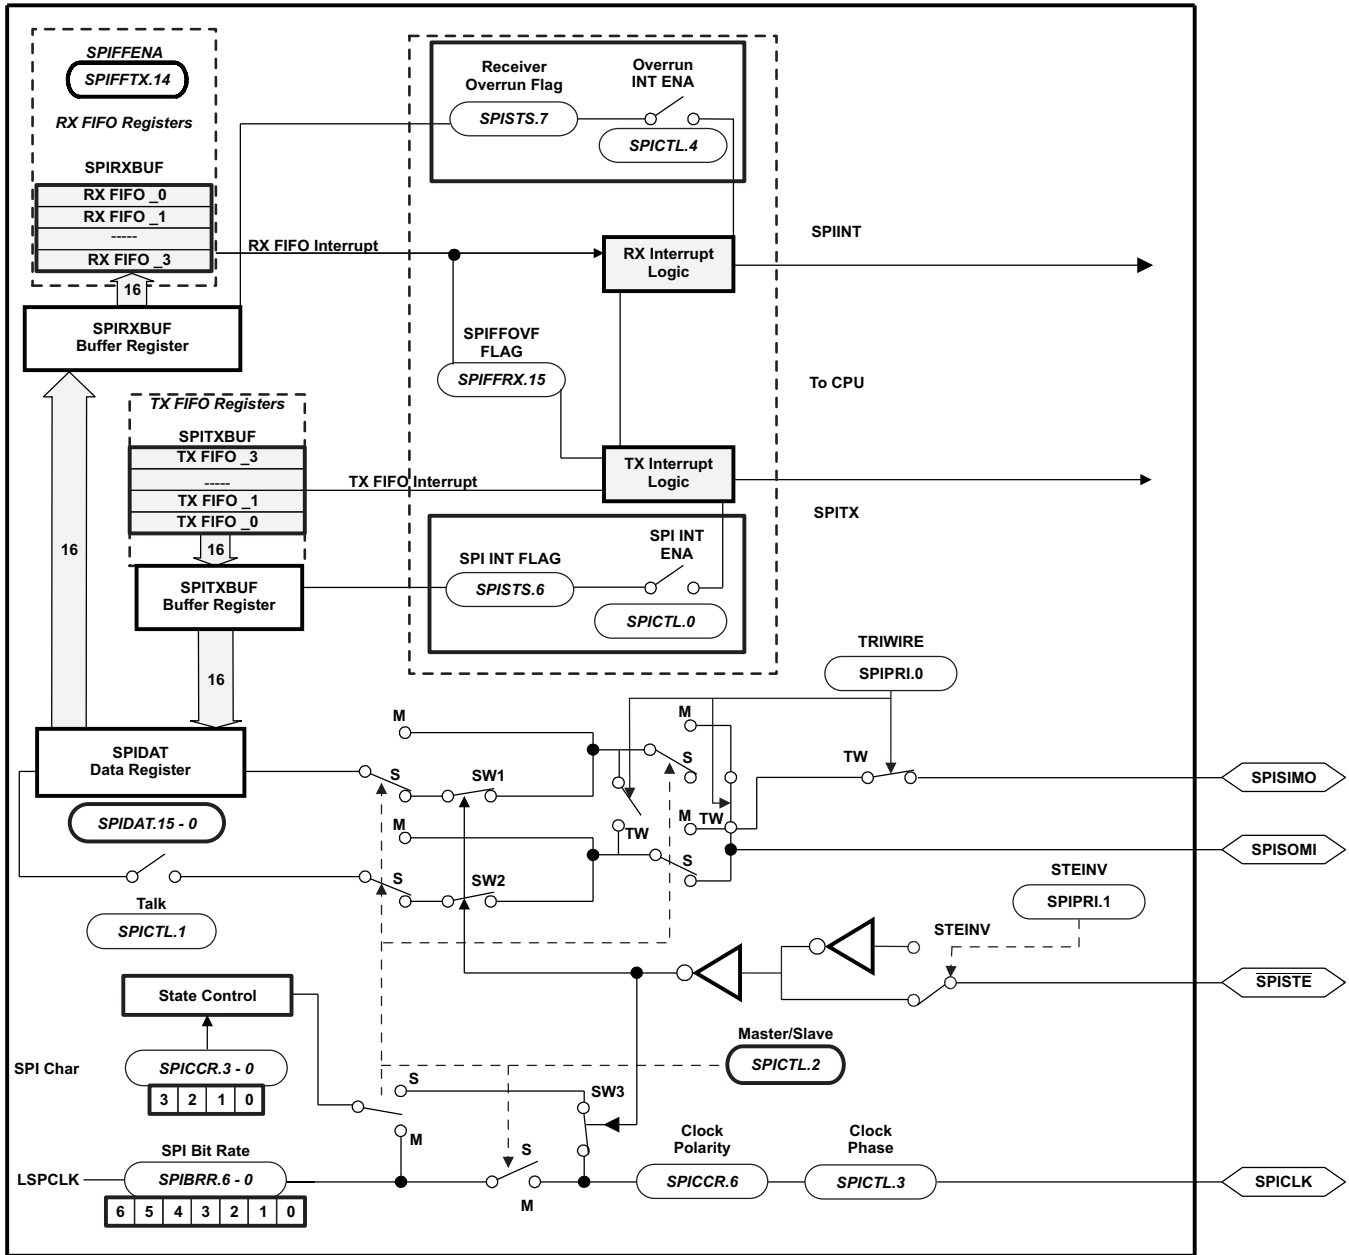 SPIFFENA
SPIFFTX.14
RX FIFO Registers
SPIRXBUF
RX FIFO _0
RX FIFO _1
-----
RX FIFO _3
16
SPIRXBUF
Buffer Register
RX FIFO Interrupt
Receiver
Overrun Flag
SPISTS.7
Overrun
INT ENA
SPICTL.4
RX Interrupt
Logic
SPIINT
SPIFFOVF
FLAG
SPIFFRX.15
To CPU
TX FIFO Registers
SPITXBUF
TX FIFO _3
-----
TX FIFO _1
TX FIFO _0
16
TX FIFO Interrupt
TX Interrupt
Logic
SPITX
16
SPITXBUF
Buffer Register
SPI INT FLAG
SPISTS.6
SPI INT
ENA
SPICTL.0
16
TRIWIRE
SPIPRI.0
SPIDAT
Data Register
SPIDAT.15 - 0
M
S
SW1
M
S
TW
SPISIMO
M
S
SW2
TW
M
TW
S
SPISOMI
Talk
SPICTL.1
STEINV
SPIPRI.1
STEINV
SPISTE
State Control
Master/Slave
SPICTL.2
SPI Char
SPICCR.3 - 0
3 2 1 0
S
M
SW3
SPI Bit Rate
LSPCLK
SPIBRR.6 - 0
6 5 4 3 2 1 0
S
M
Clock
Polarity
SPICCR.6
Clock
Phase
SPICTL.3
SPICLK